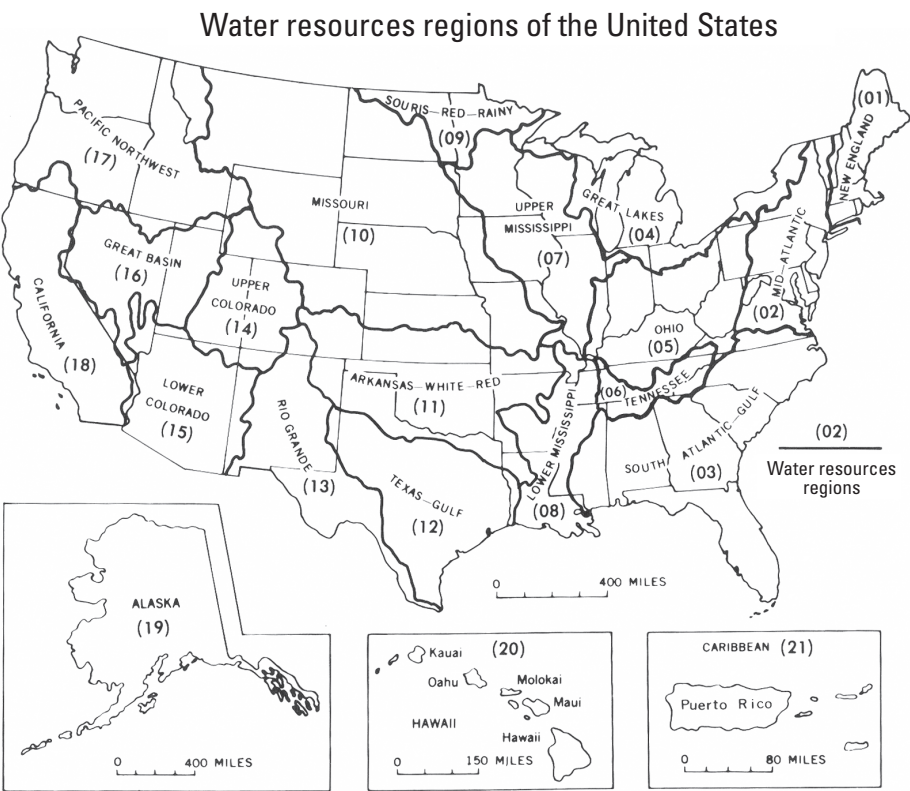 Water resources regions of the United States
SOURIS—RED—RAINY
(09)
(01)
NEW ENGLAND
PACIFIC NORTHWEST
(17)
MISSOURI
(10)
UPPER
MISSISSIPPI
(07)
GREAT LAKES
(04)
MID—ATLANTIC
(02)
GREAT BASIN
(16)
UPPER
COLORADO
(14)
CALIFORNIA
(18)
OHIO
(05)
LOWER
COLORADO
(15)
ARKANSAS—WHITE—RED
(11)
(06)
TENNESSEE
RIO GRANDE
(13)
TEXAS—GULF
(12)
LOWER MISSISSIPPI
(08)
SOUTH ATLANTIC—GULF
(03)
(02)
Water resources
regions
0 400 MILES
ALASKA
(19)
0 400 MILES
(20)
Kauai
Oahu
Molokai
Maui
HAWAII
Hawaii
0 150 MILES
CARIBBEAN (21)
Puerto Rico
0 80 MILES